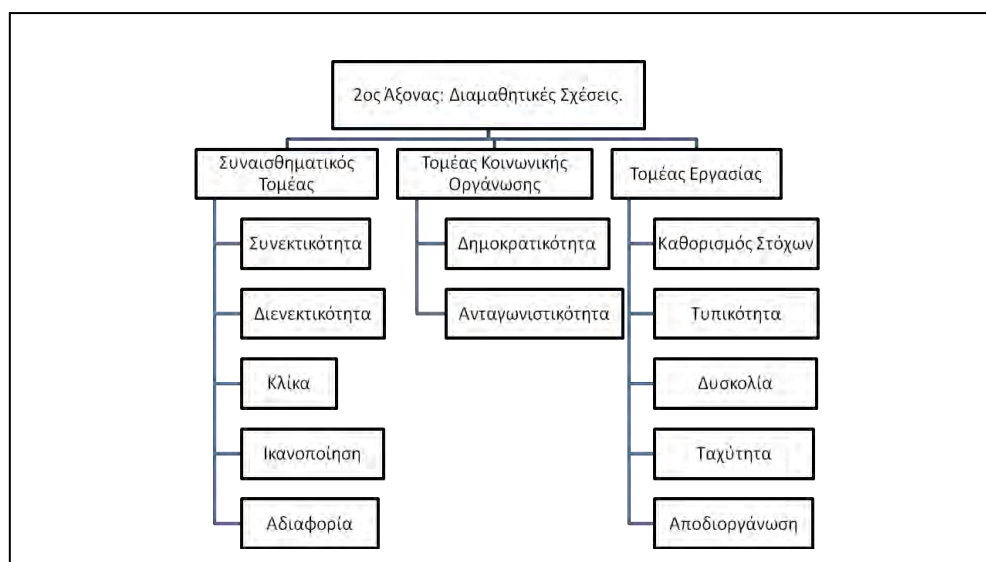 2ος Άξονας: Διαμαθητικές Σχέσεις.
Συναισθηματικός
Τομέας
Συνεκτικότητα
Διενεκτικότητα
Κλίκα
Ικανοποίηση
Αδιαφορία
Τομέας Κοινωνικής
Οργάνωσης
Δημοκρατικότητα
Ανταγωνιστικότητα
Τομέας Εργασίας
Καθορισμός Στόχων
Τυπικότητα
Δυσκολία
Ταχύτητα
Αποδιοργάνωση